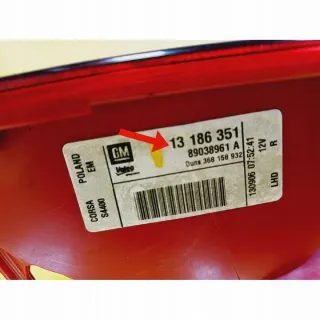 POLAND
EM
GM
Valeo
13 186 351
89038961 A
Duns 368 158 932
CORSA
S4400
130906 07:52:41
12V
R
LHD